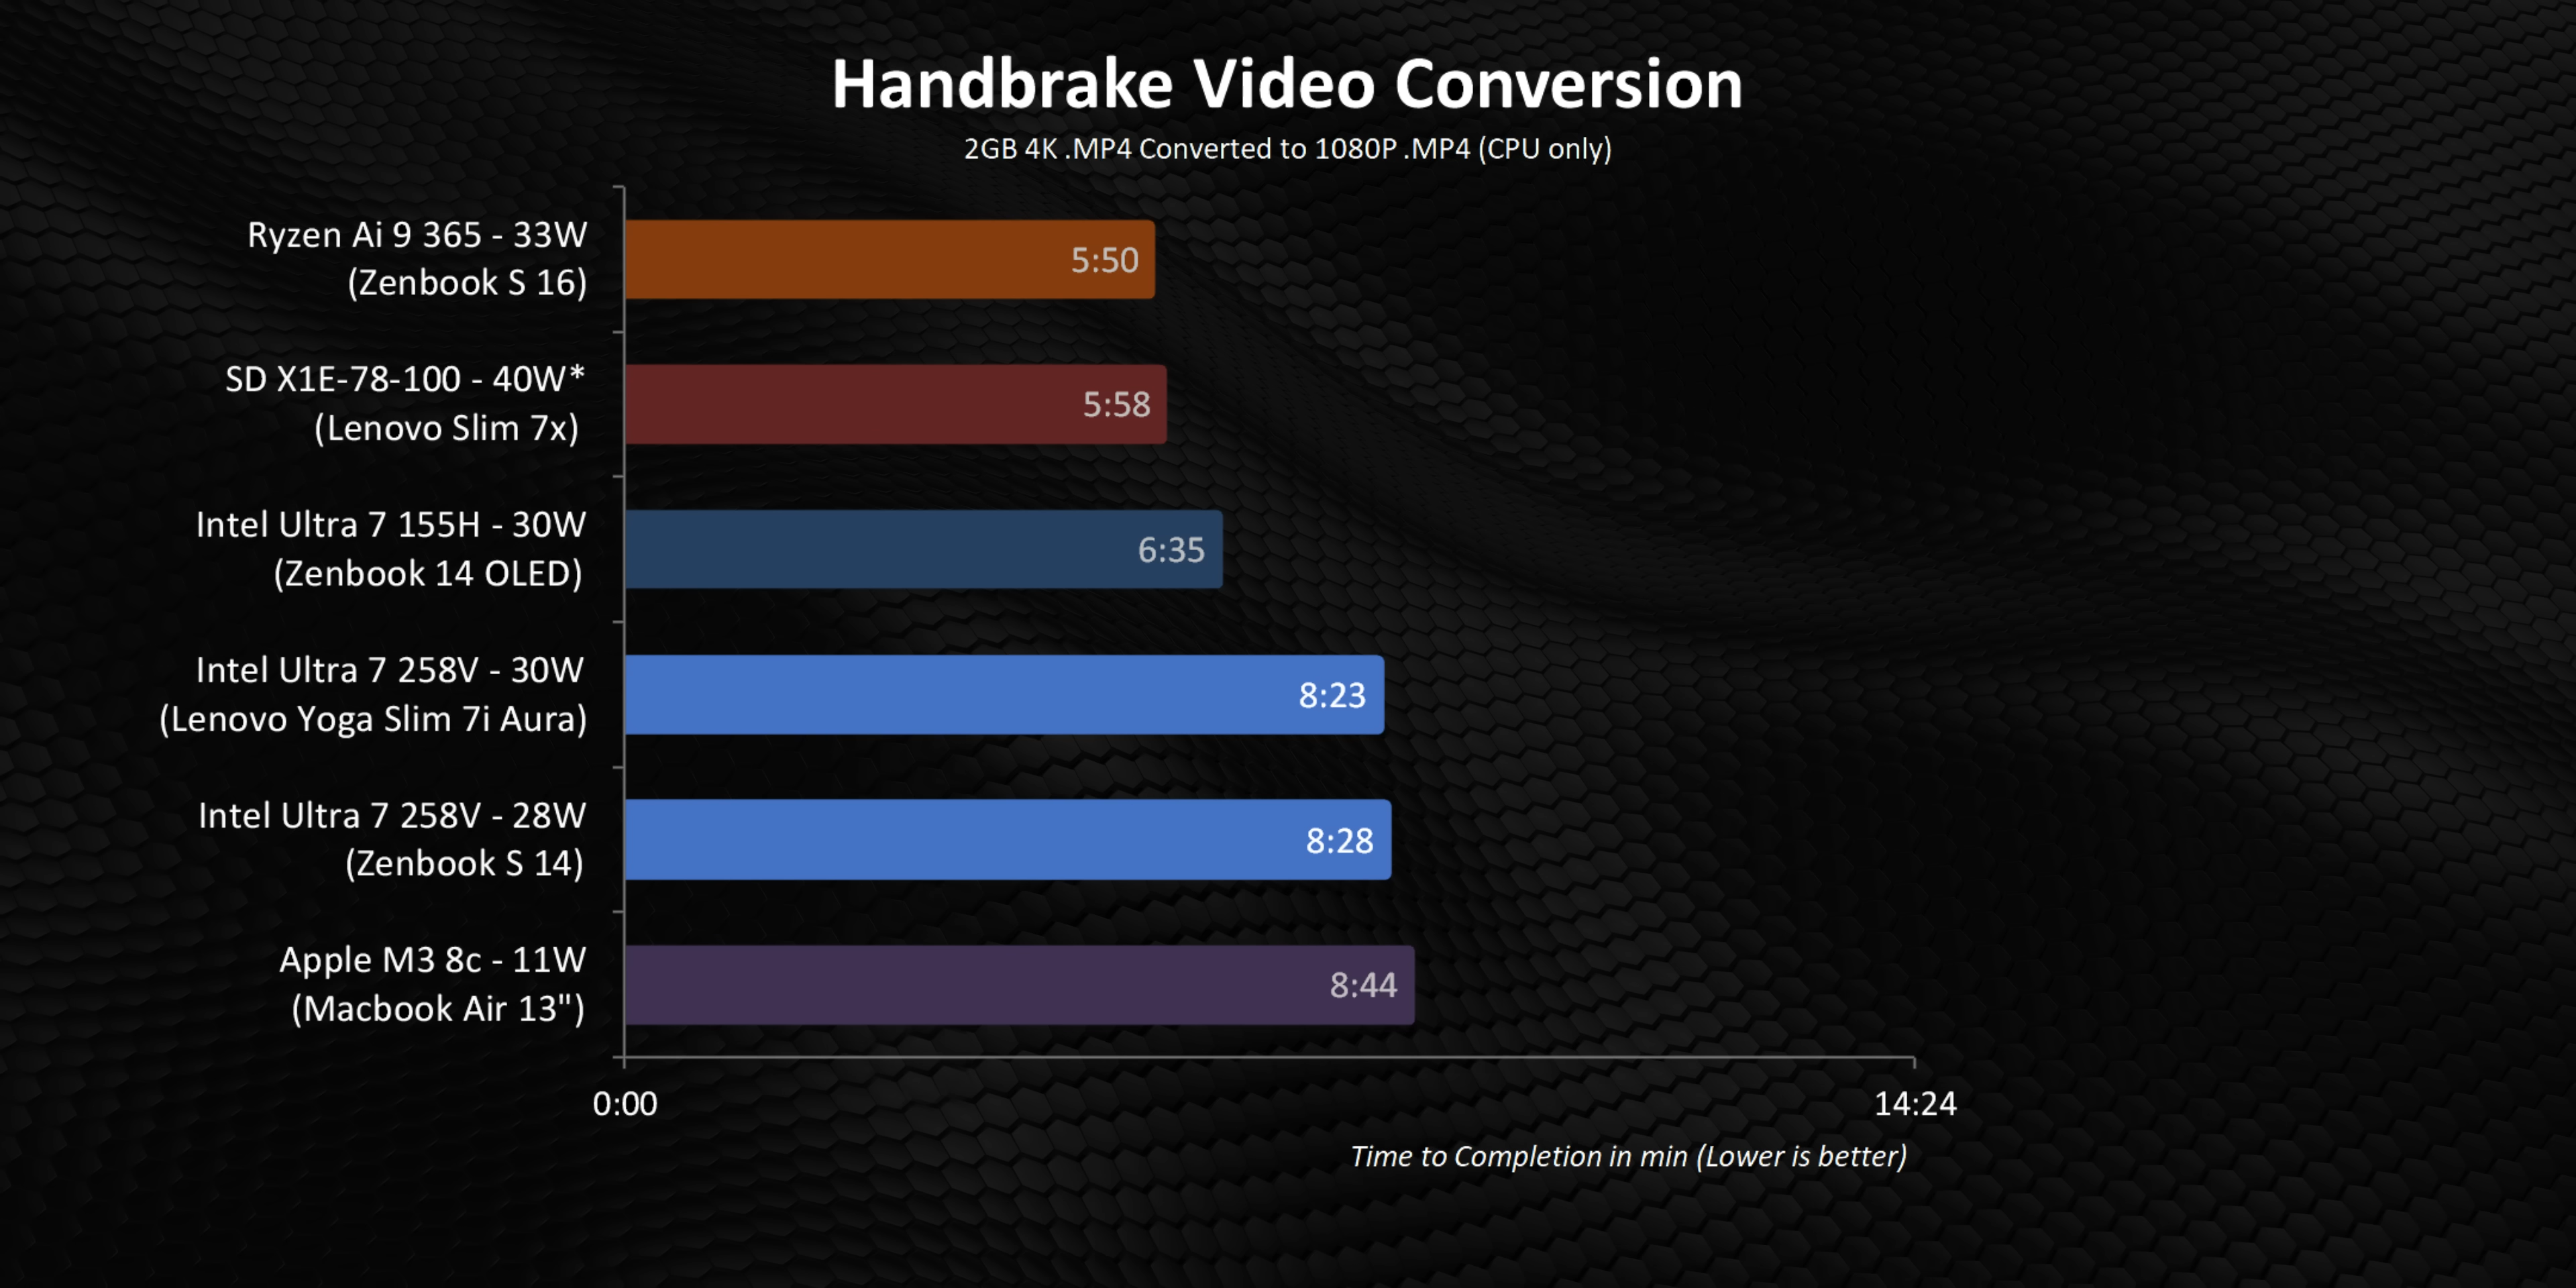 Handbrake Video Conversion
2GB 4K .MP4 Converted to 1080P .MP4 (CPU only)
Ryzen Ai 9 365 - 33W
(Zenbook S 16)
5:50
SD X1E-78-100 - 40W*
(Lenovo Slim 7x)
5:58
Intel Ultra 7 155H - 30W
(Zenbook 14 OLED)
6:35
Intel Ultra 7 258V - 30W
(Lenovo Yoga Slim 7i Aura)
8:23
Intel Ultra 7 258V - 28W
(Zenbook S 14)
8:28
Apple M3 8c - 11W
(Macbook Air 13")
8:44
0:00
14:24
Time to Completion in min (Lower is better)